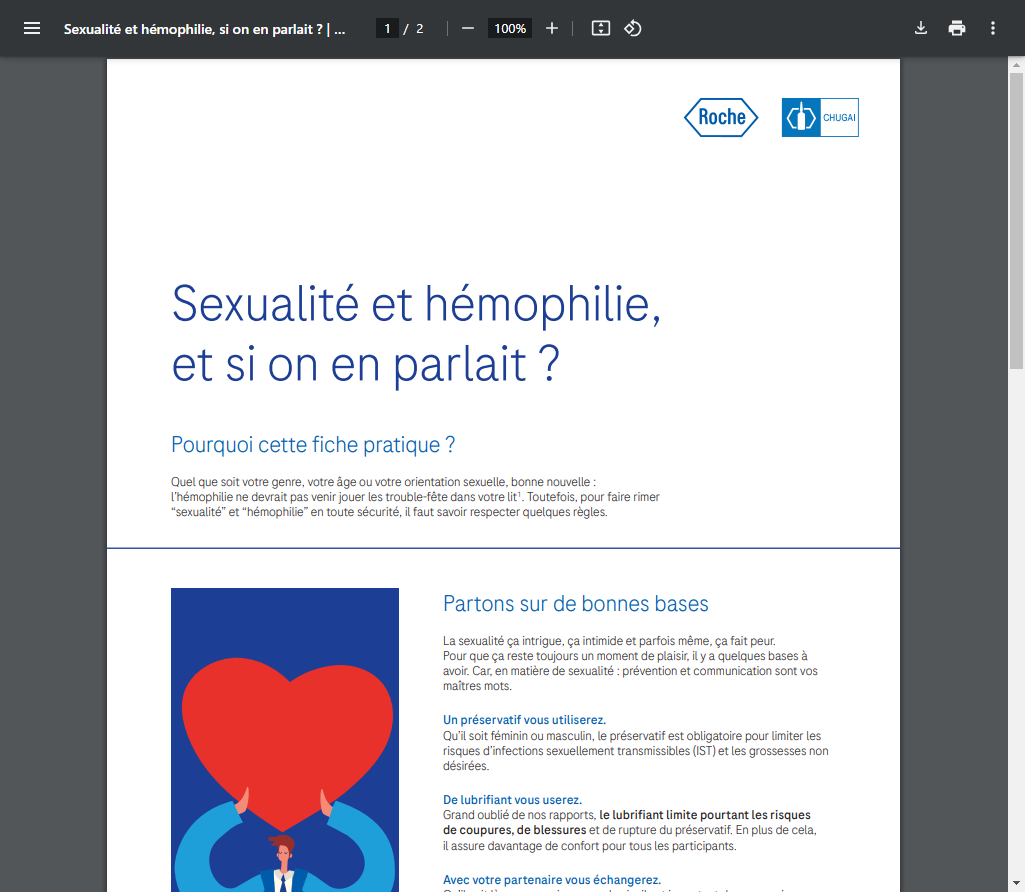 Sexualité et hémophilie, si on en parlait ? | ...
1 / 2
100%
Roche
CHUGAI
Sexualité et hémophilie,
et si on en parlait ?
Pourquoi cette fiche pratique ?
Quel que soit votre genre, votre âge ou votre orientation sexuelle, bonne nouvelle :
l'hémophilie ne devrait pas venir jouer les trouble-fête dans votre lit¹. Toutefois, pour faire rimer
“sexualité” et “hémophilie” en toute sécurité, il faut savoir respecter quelques règles.
Partons sur de bonnes bases
La sexualité ça intrigue, ça intimide et parfois même, ça fait peur.
Pour que ça reste toujours un moment de plaisir, il y a quelques bases à
avoir. Car, en matière de sexualité : prévention et communication sont vos
maîtres mots.
Un préservatif vous utiliserez.
Qu'il soit féminin ou masculin, le préservatif est obligatoire pour limiter les
risques d'infections sexuellement transmissibles (IST) et les grossesses non
désirées.
De lubrifiant vous userez.
Grand oublié de nos rapports, le lubrifiant limite pourtant les risques
de coupures, de blessures et de rupture du préservatif. En plus de cela,
il assure davantage de confort pour tous les participants.
Avec votre partenaire vous échangerez.